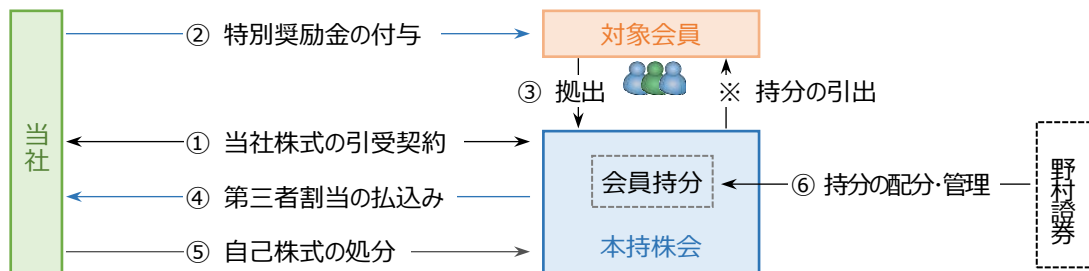 ② 特別奨励金の付与
対象会員
③ 拠出
※ 持分の引出
当社
① 当社株式の引受契約
会員持分
⑥ 持分の配分・管理
野村證券
④ 第三者割当の払込み
⑤ 自己株式の処分
本持株会